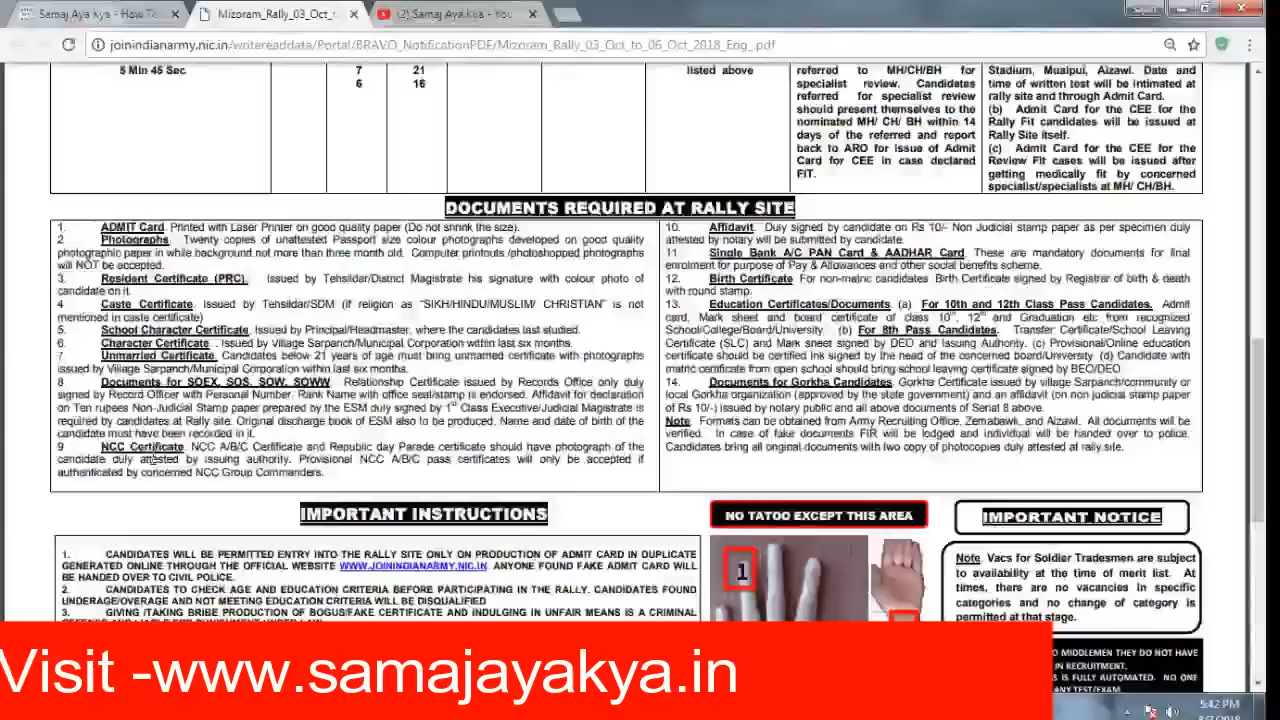 Samaj Aya kya - How To
Mizoram_Rally_03_Oct_t
(2) Samaj Aya Kya - You
joinindianarmy.nic.in/writereaddata/Portal/BRAVO_NotificationPDF/Mizoram_Rally_03_Oct_to_06_Oct_2018_Eng_.pdf
5 Min 45 Sec
7 21
6 16
listed above
referred to MH/CH/BH for
specialist review. Candidates
referred for specialist review
should present themselves to the
nominated MH/ CH/ BH within 14
days of the referred and report
back to ARO for issue of Admit
Card for CEE in case declared
FIT.
Stadium, Mualpui, Aizawl. Date and
time of written test will be intimated at
rally site and through Admit Card.
(b) Admit Card for the CEE for the
Rally Fit candidates will be issued at
Rally Site itself.
(c) Admit Card for the CEE for the
Review Fit cases will be issued after
getting medically fit by concerned
specialist/specialists at MH/ CH/BH.
DOCUMENTS REQUIRED AT RALLY SITE
1. ADMIT Card. Printed with Laser Printer on good quality paper (Do not shrink the size).
2 Photographs. Twenty copies of unattested Passport size colour photographs developed on good quality
photographic paper in while background not more than three month old. Computer printouts /photoshopped photographs
will NOT be accepted.
3. Resident Certificate (PRC). Issued by Tehsildar/District Magistrate his signature with colour photo of
candidate on it.
4 Caste Certificate. Issued by Tehsildar/SDM (if religion as "SIKH/HINDU/MUSLIM/ CHRISTIAN" is not
mentioned in caste certificate)
5. School Character Certificate. Issued by Principal/Headmaster, where the candidates last studied.
6. Character Certificate . Issued by Village Sarpanch/Municipal Corporation within last six months.
7 Unmarried Certificate. Candidates below 21 years of age must bring unmarried certificate with photographs
issued by Village Sarpanch/Municipal Corporation within last six months.
8 Documents for SOEX, SOS, SOW, SOWW. Relationship Certificate issued by Records Office only duly
signed by Record Officer with Personal Number. Rank Name with office seal/stamp is endorsed. Affidavit for declaration
on Ten rupees Non-Judicial Stamp paper prepared by the ESM duly signed by 1st Class Executive/Judicial Magistrate is
required by candidates at Rally site. Original discharge book of ESM also to be produced. Name and date of birth of the
candidate must have been recorded in it.
9 NCC Certificate. NCC A/B/C Certificate and Republic day Parade certificate should have photograph of the
candidate duly attested by issuing authority. Provisional NCC A/B/C pass certificates will only be accepted if
authenticated by concerned NCC Group Commanders.
10. Affidavit. Duly signed by candidate on Rs 10/- Non Judicial stamp paper as per specimen duly
attested by notary will be submitted by candidate.
11 Single Bank A/C PAN Card & AADHAR Card. These are mandatory documents for final
enrolment for purpose of Pay & Allowances and other social benefits scheme.
12. Birth Certificate. For non-matric candidates Birth Certificate signed by Registrar of birth & death
with round stamp.
13. Education Certificates/Documents. (a) For 10th and 12th Class Pass Candidates. Admit
card, Mark sheet and board certificate of class 10th, 12th and Graduation etc from recognized
School/College/Board/University (b) For 8th Pass Candidates. Transfer Certificate/School Leaving
Certificate (SLC) and Mark sheet signed by DEO and Issuing Authority. (c) Provisional/Online education
certificate should be certified ink signed by the head of the concerned board/University (d) Candidate with
matric certificate from open school should bring school leaving certificate signed by BEO/DEO.
14. Documents for Gorkha Candidates. Gorkha Certificate issued by village Sarpanch/community or
local Gorkha organization (approved by the state government) and an affidavit (on non judicial stamp paper
of Rs 10/-) issued by notary public and all above documents of Serial 8 above.
Note. Formats can be obtained from Army Recruiting Office, Zemabawk, and Aizawl. All documents will be
verified. In case of fake documents FIR will be lodged and individual will be handed over to police.
Candidates bring all original documents with two copy of photocopies duly attested at rally site.
IMPORTANT INSTRUCTIONS
NO TATOO EXCEPT THIS AREA
IMPORTANT NOTICE
1. CANDIDATES WILL BE PERMITTED ENTRY INTO THE RALLY SITE ONLY ON PRODUCTION OF ADMIT CARD IN DUPLICATE
GENERATED ONLINE THROUGH THE OFFICIAL WEBSITE WWW.JOININDIANARMY.NIC.IN. ANYONE FOUND FAKE ADMIT CARD WILL
BE HANDED OVER TO CIVIL POLICE.
2. CANDIDATES TO CHECK AGE AND EDUCATION CRITERIA BEFORE PARTICIPATING IN THE RALLY. CANDIDATES FOUND
UNDERAGE/OVERAGE AND NOT MEETING EDUCATION CRITERIA WILL BE DISQUALIFIED
3. GIVING /TAKING BRIBE PRODUCTION OF BOGUS/FAKE CERTIFICATE AND INDULGING IN UNFAIR MEANS IS A CRIMINAL
1
Note. Vacs for Soldier Tradesmen are subject
to availability at the time of merit list. At
times, there are no vacancies in specific
categories and no change of category is
permitted at that stage.
O MIDDLEMEN THEY DO NOT HAVE
IN RECRUITMENT.
IS FULLY AUTOMATED. NO ONE
ANY TEST/EXAM.
Visit -www.samajayakya.in
5:42 PM